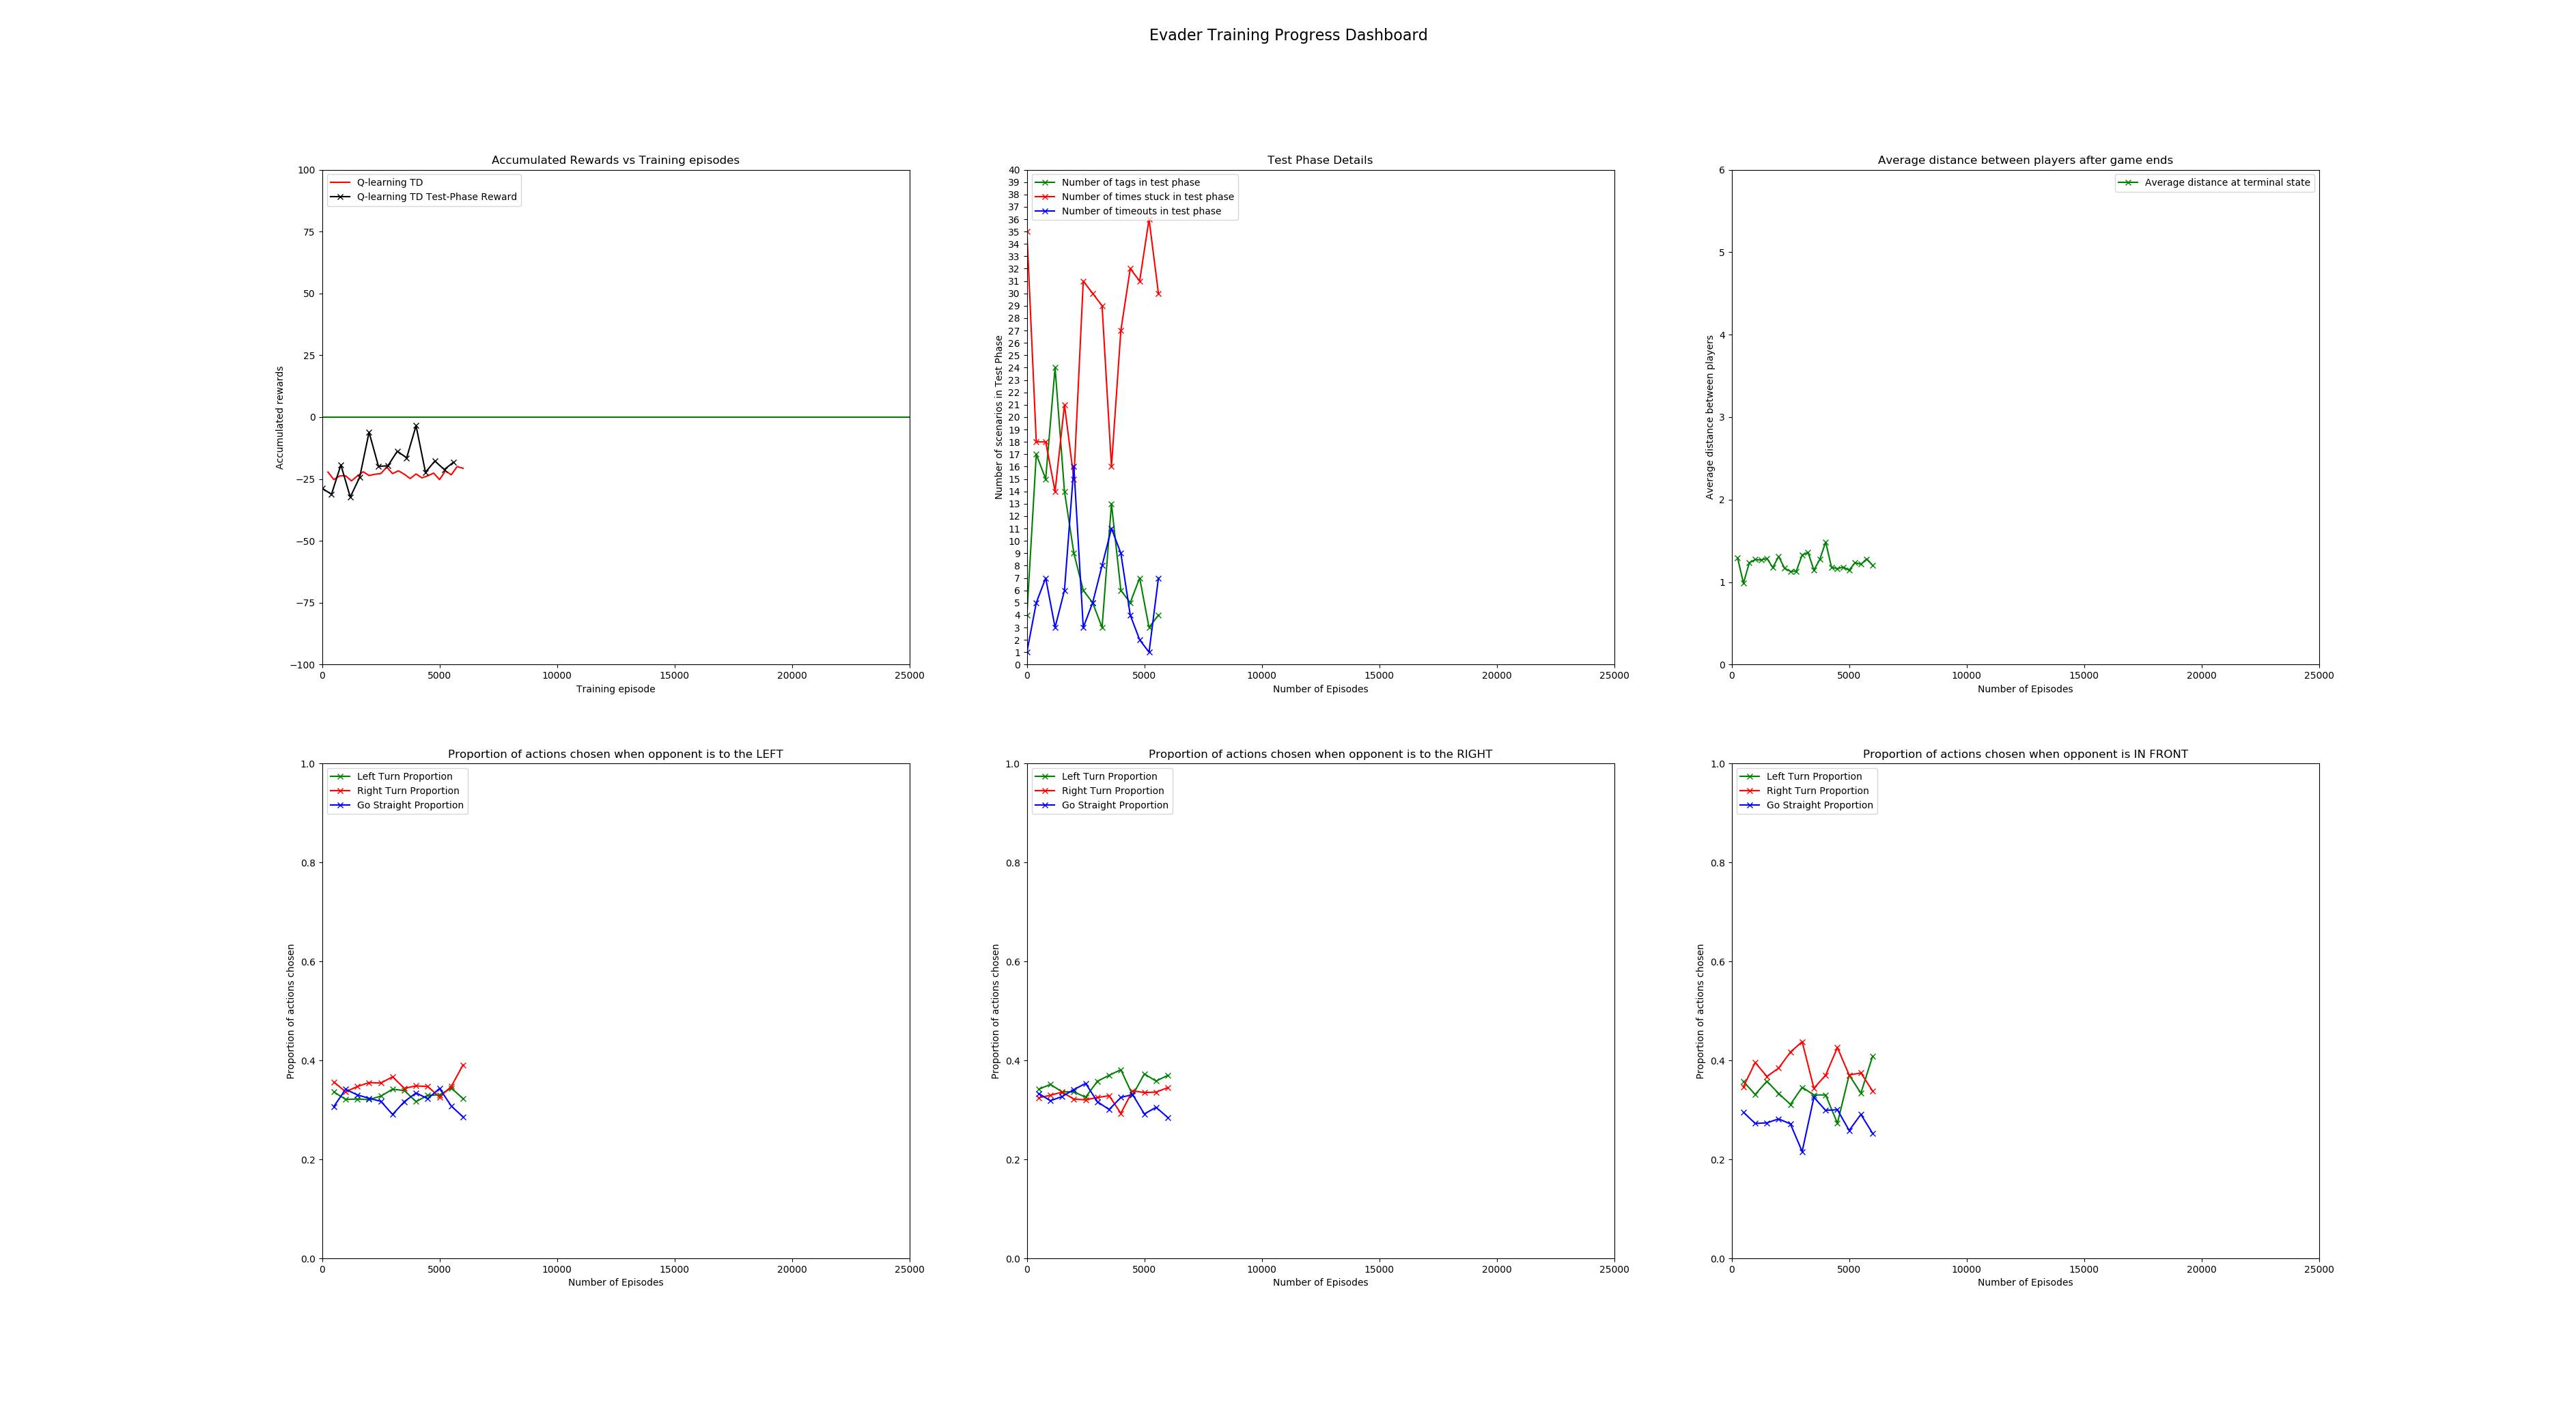 Evader Training Progress Dashboard
Accumulated Rewards vs Training episodes
100
75
50
25
0
−25
−50
−75
−100
Accumulated rewards
Q-learning TD
Q-learning TD Test-Phase Reward
0 5000 10000 15000 20000 25000
Training episode
Test Phase Details
40
39
38
37
36
35
34
33
32
31
30
29
28
27
26
25
24
23
22
21
20
19
18
17
16
15
14
13
12
11
10
9
8
7
6
5
4
3
2
1
0
Number of scenarios in Test Phase
Number of tags in test phase
Number of times stuck in test phase
Number of timeouts in test phase
0 5000 10000 15000 20000 25000
Number of Episodes
Average distance between players after game ends
6
5
4
3
2
1
0
Average distance between players
Average distance at terminal state
0 5000 10000 15000 20000 25000
Number of Episodes
Proportion of actions chosen when opponent is to the LEFT
1.0
0.8
0.6
0.4
0.2
0.0
Proportion of actions chosen
Left Turn Proportion
Right Turn Proportion
Go Straight Proportion
0 5000 10000 15000 20000 25000
Number of Episodes
Proportion of actions chosen when opponent is to the RIGHT
1.0
0.8
0.6
0.4
0.2
0.0
Proportion of actions chosen
Left Turn Proportion
Right Turn Proportion
Go Straight Proportion
0 5000 10000 15000 20000 25000
Number of Episodes
Proportion of actions chosen when opponent is IN FRONT
1.0
0.8
0.6
0.4
0.2
0.0
Proportion of actions chosen
Left Turn Proportion
Right Turn Proportion
Go Straight Proportion
0 5000 10000 15000 20000 25000
Number of Episodes